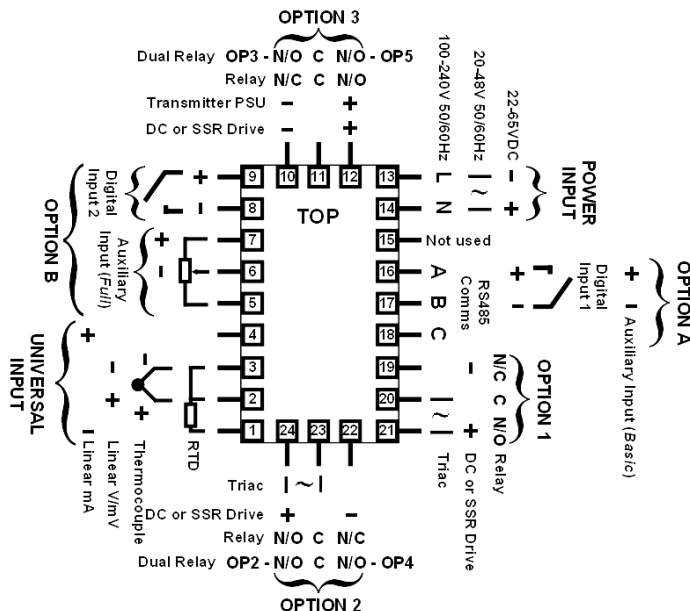 OPTION 3
Dual Relay OP3 - N/O C N/O - OP5
Relay N/C C N/O
Transmitter PSU - +
DC or SSR Drive - +
100-240V 50/60Hz
20-48V 50/60Hz
22-65VDC
POWER INPUT
9 10 11 12 13 L | -
8 TOP 14 N ~ | +
7 15 Not used
6 16 A
5 17 B
4 18 C
3 19
2 20
1 24 23 22 21
OPTION B
Digital Input 2
+
-
Auxiliary Input (Full)
+
-
UNIVERSAL INPUT
+
- Linear mA
-
+ Linear V/mV
-
+ Thermocouple
RTD
RS485 Comms
+
-
Digital Input 1
+
- Auxiliary Input (Basic)
OPTION A
OPTION 1
N/C C N/O Relay
-
+ DC or SSR Drive
| ~ | Triac
Triac | ~ |
DC or SSR Drive + -
Relay N/O C N/C
Dual Relay OP2 - N/O C N/O - OP4
OPTION 2